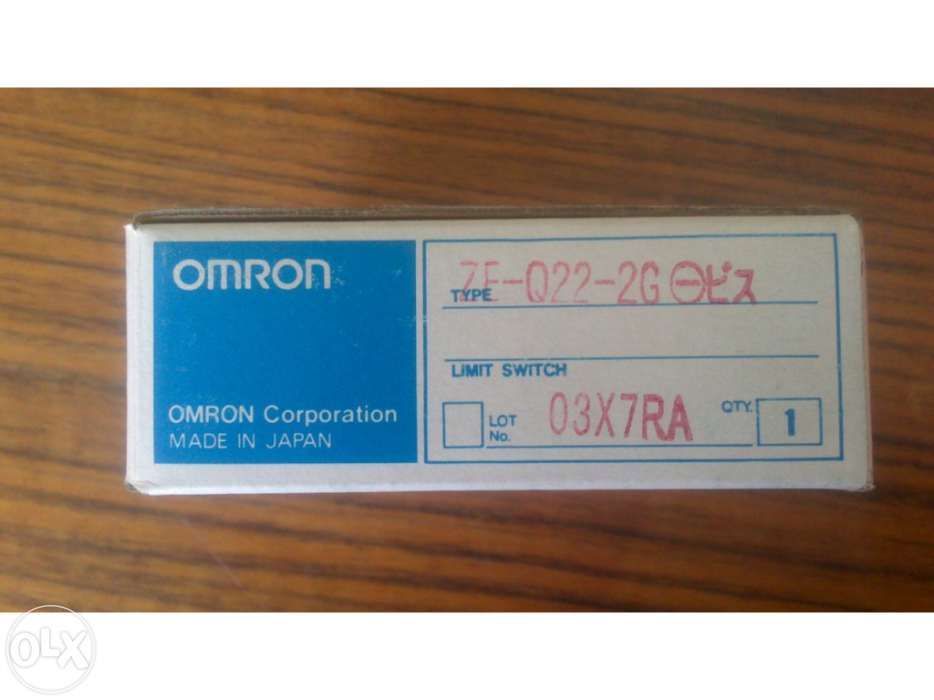 OMRON
OMRON Corporation
MADE IN JAPAN
TYPE ZE-Q22-2G ⊖ビス
LIMIT SWITCH
LOT No. 03X7RA
QTY. 1
OLX